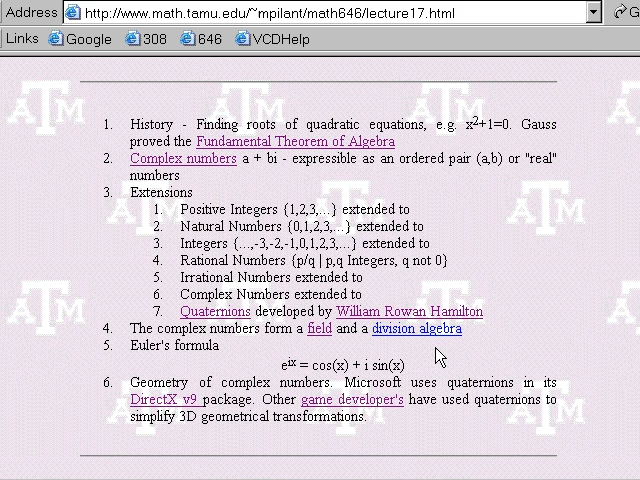 Address http://www.math.tamu.edu/~mpilant/math646/lecture17.html G
Links Google 308 646 VCDHelp
1. History - Finding roots of quadratic equations, e.g. x2+1=0. Gauss
proved the Fundamental Theorem of Algebra
2. Complex numbers a + bi - expressible as an ordered pair (a,b) or "real"
numbers
3. Extensions
1. Positive Integers {1,2,3,...} extended to
2. Natural Numbers {0,1,2,3,...} extended to
3. Integers {...,-3,-2,-1,0,1,2,3,...} extended to
4. Rational Numbers {p/q | p,q Integers, q not 0}
5. Irrational Numbers extended to
6. Complex Numbers extended to
7. Quaternions developed by William Rowan Hamilton
4. The complex numbers form a field and a division algebra
5. Euler's formula
eix = cos(x) + i sin(x)
6. Geometry of complex numbers. Microsoft uses quaternions in its
DirectX v9 package. Other game developer's have used quaternions to
simplify 3D geometrical transformations.